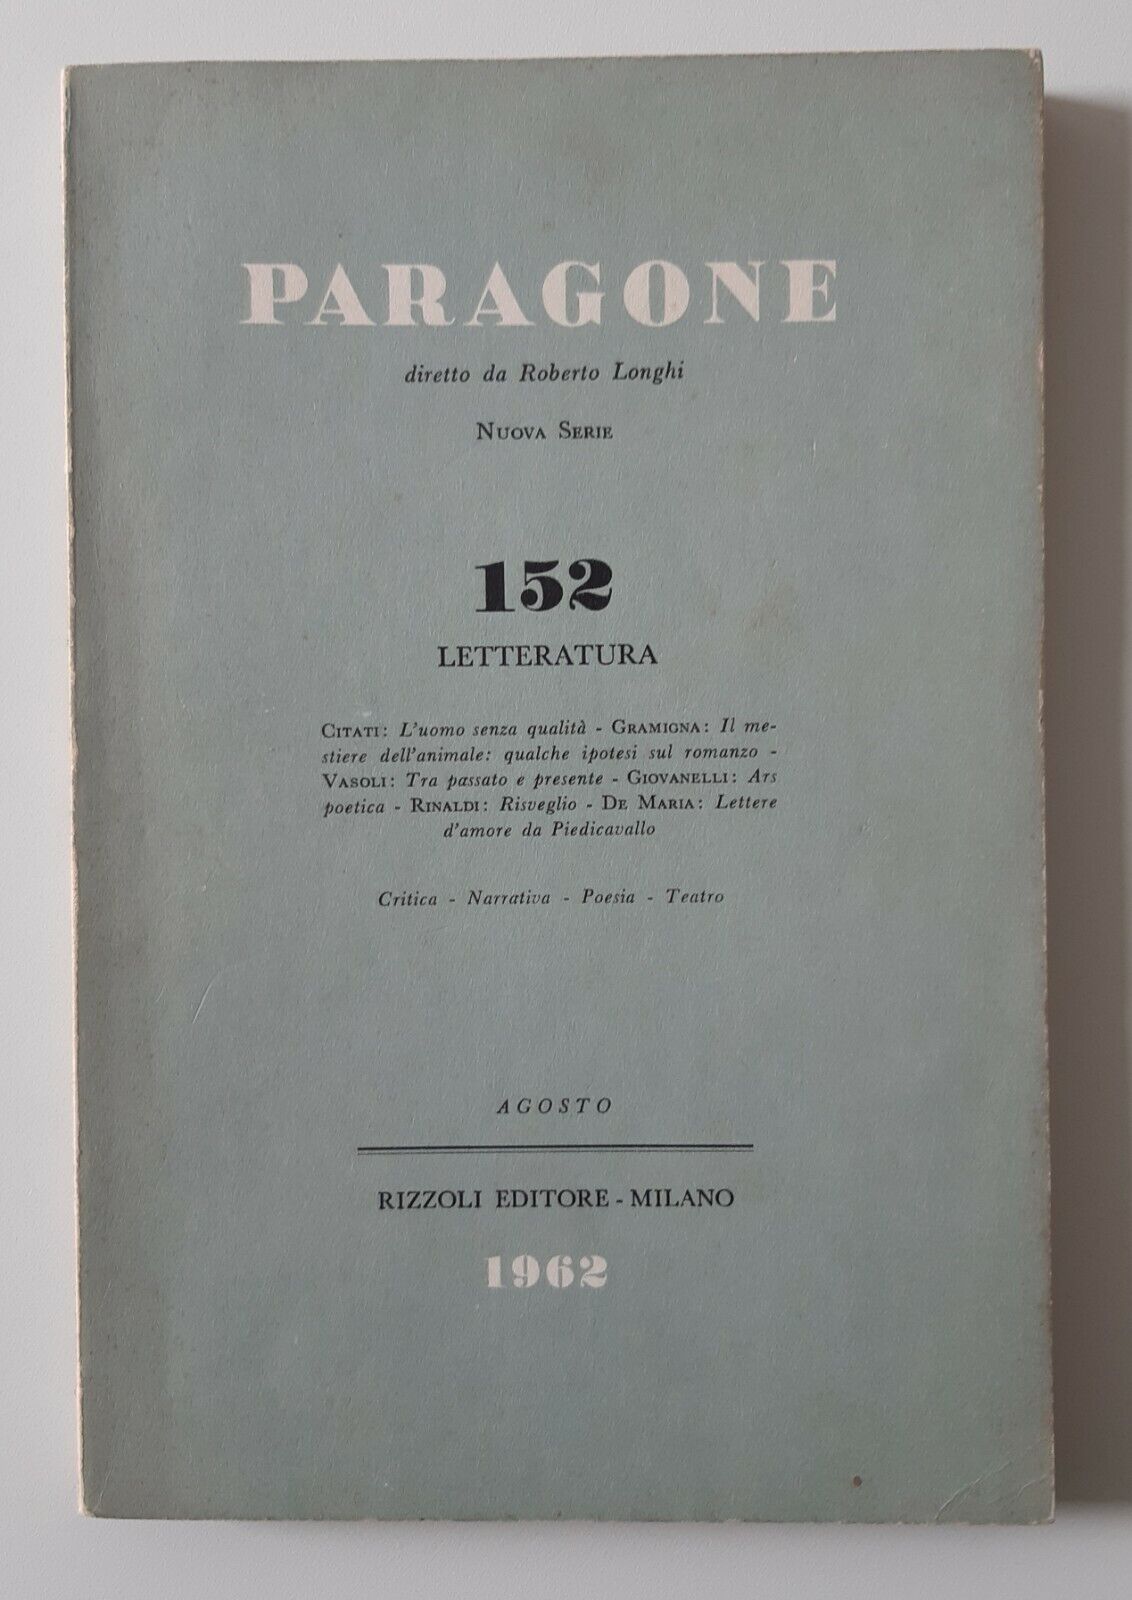 PARAGONE
diretto da Roberto Longhi
NUOVA SERIE
152
LETTERATURA
CITATI: L'uomo senza qualità - GRAMIGNA: Il me-
stiere dell'animale: qualche ipotesi sul romanzo -
VASOLI: Tra passato e presente - GIOVANELLI: Ars
poetica - RINALDI: Risveglio - DE MARIA: Lettere
d'amore da Piedicavallo
Critica - Narrativa - Poesia - Teatro
AGOSTO
RIZZOLI EDITORE - MILANO
1962